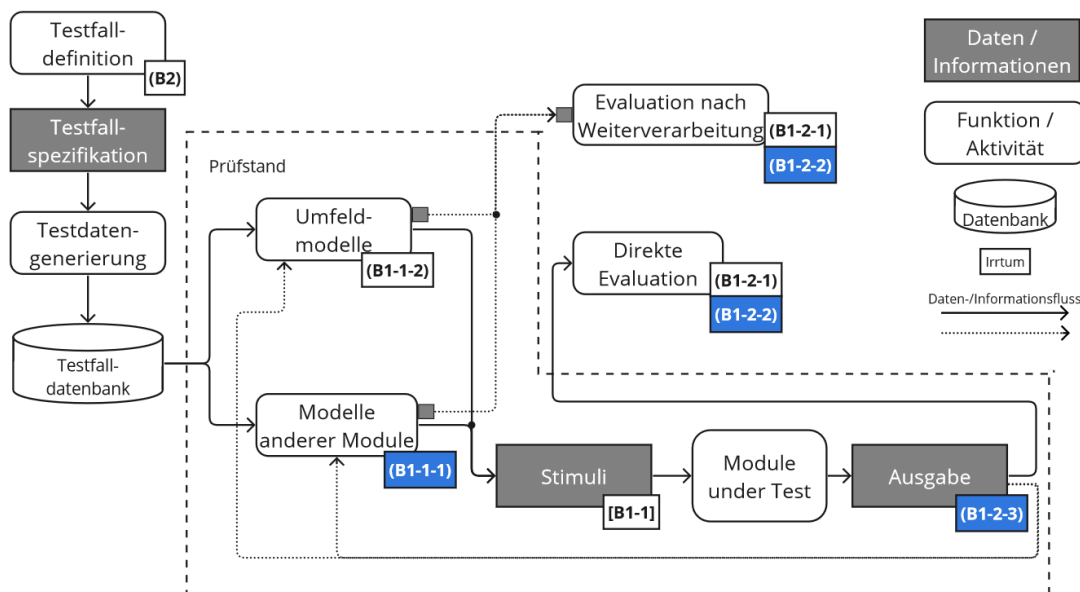 Testfall-
definition
(B2)
Testfall-
spezifikation
Testdaten-
generierung
Testfall-
datenbank
Prüfstand
Umfeld-
modelle
(B1-1-2)
Modelle
anderer Module
(B1-1-1)
Evaluation nach
Weiterverarbeitung
(B1-2-1)
(B1-2-2)
Direkte
Evaluation
(B1-2-1)
(B1-2-2)
Stimuli
[B1-1]
Module
under Test
Ausgabe
(B1-2-3)
Daten /
Informationen
Funktion /
Aktivität
Datenbank
Irrtum
Daten-/Informationsfluss